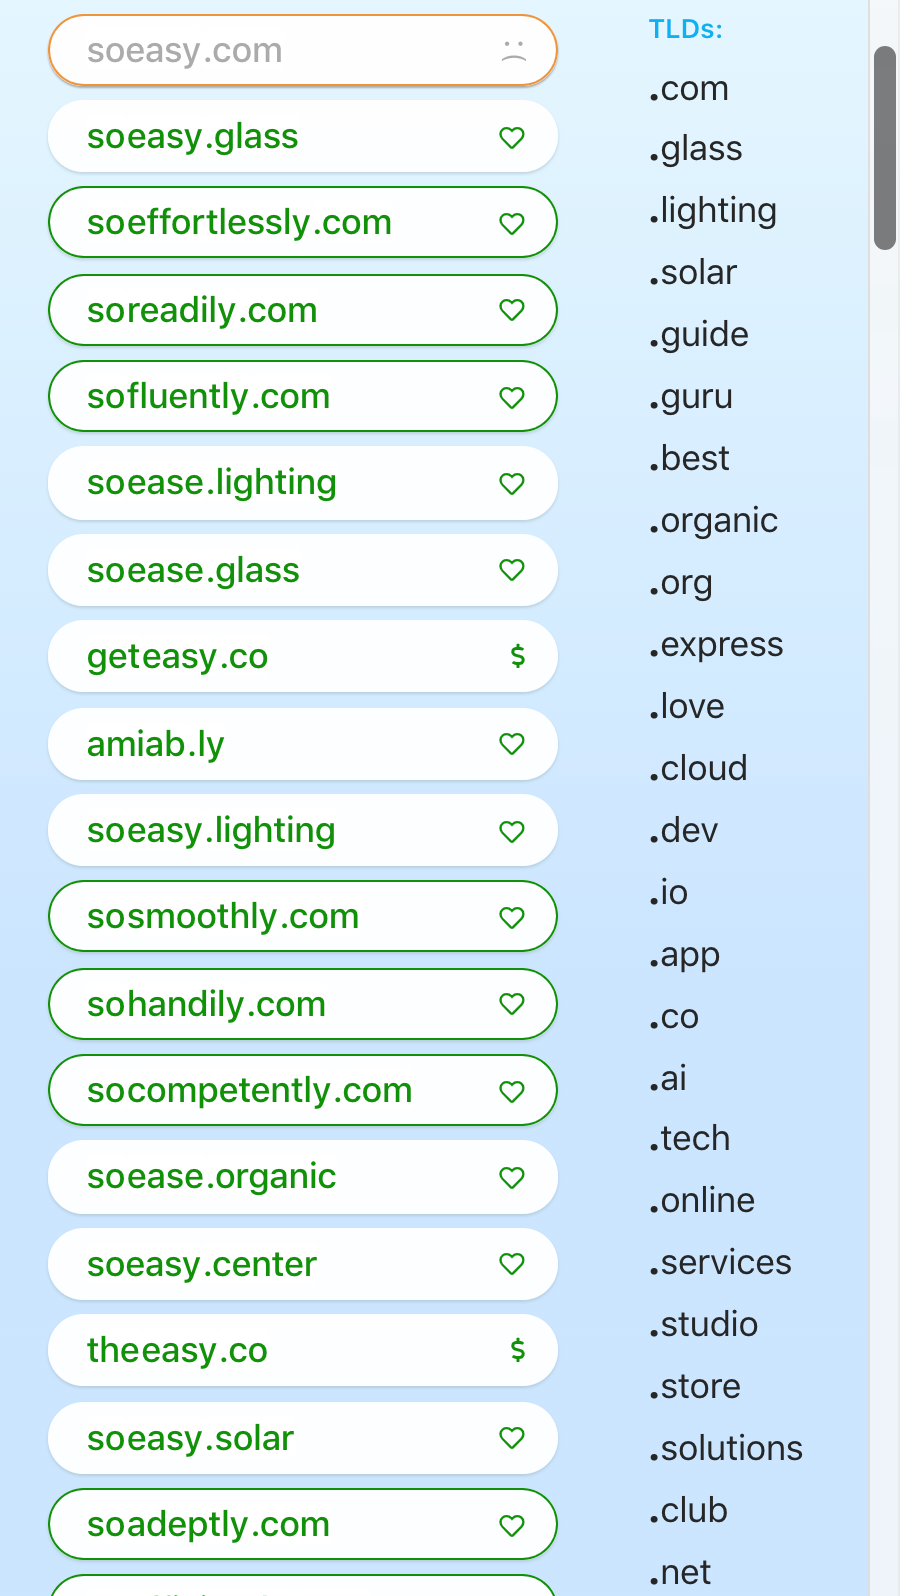 soeasy.com
soeasy.glass
soeffortlessly.com
soreadily.com
sofluently.com
soease.lighting
soease.glass
geteasy.co $
amiab.ly
soeasy.lighting
sosmoothly.com
sohandily.com
socompetently.com
soease.organic
soeasy.center
theeasy.co $
soeasy.solar
soadeptly.com
TLDs:
.com
.glass
.lighting
.solar
.guide
.guru
.best
.organic
.org
.express
.love
.cloud
.dev
.io
.app
.co
.ai
.tech
.online
.services
.studio
.store
.solutions
.club
.net